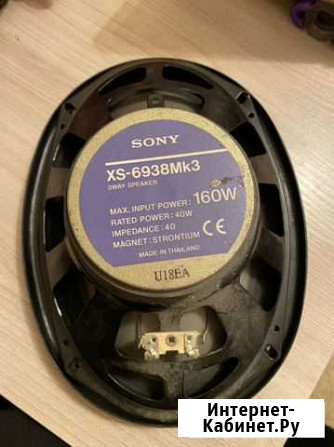 SONY
XS-6938Mk3
3WAY SPEAKER
MAX. INPUT POWER: 160W
RATED POWER: 40W
IMPEDANCE: 4Ω
MAGNET: STRONTIUM CE
MADE IN THAILAND
U18EA
Интернет-
Кабинет.Ру